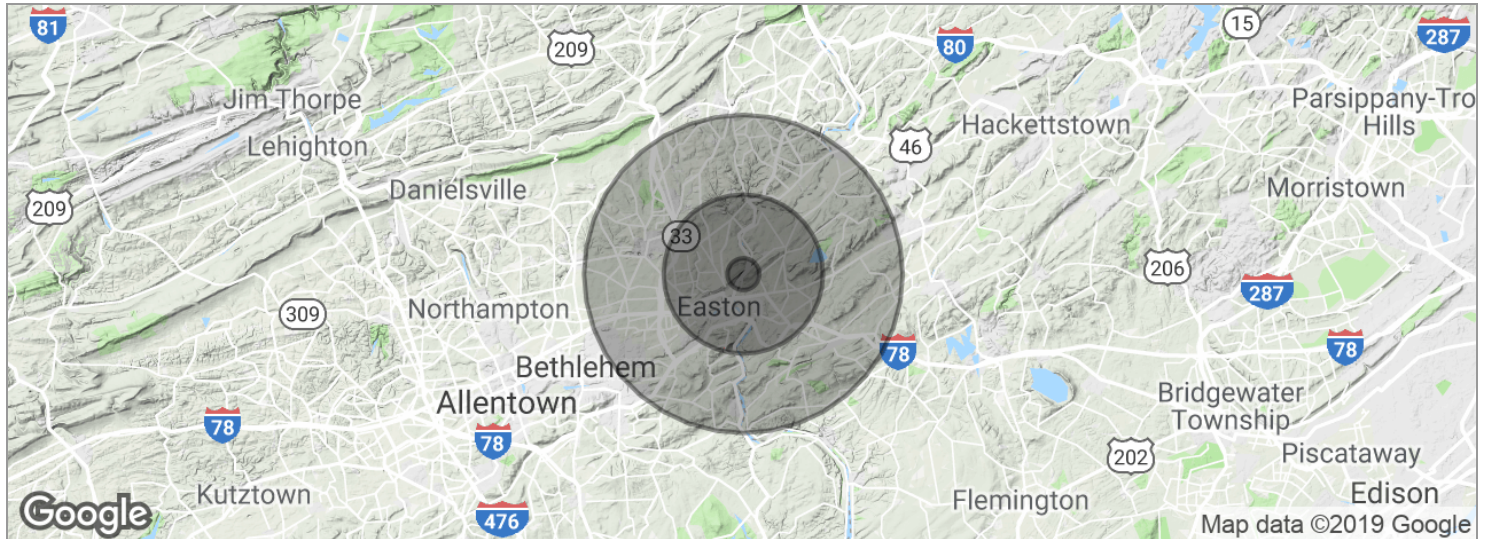 81
209
80
15
287
Jim Thorpe
Parsippany-Tro
Hills
Hackettstown
Lehighton
46
Danielsville
Morristown
209
33
206
287
309
Northampton
Easton
78
78
Bethlehem
Allentown
Bridgewater
Township
78
78
202
Piscataway
Kutztown
Flemington
Edison
476
Google
Map data ©2019 Google